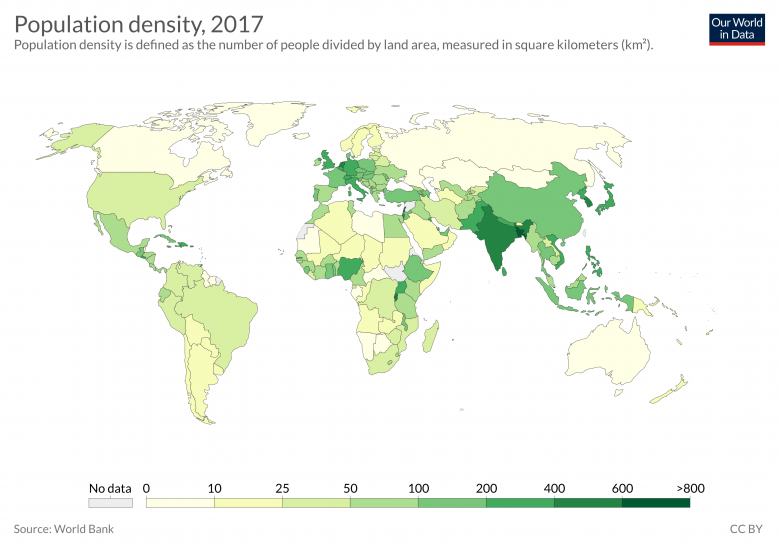 Population density, 2017
Population density is defined as the number of people divided by land area, measured in square kilometers (km²).
Our World
in Data
No data 0 10 25 50 100 200 400 600 >800
Source: World Bank CC BY